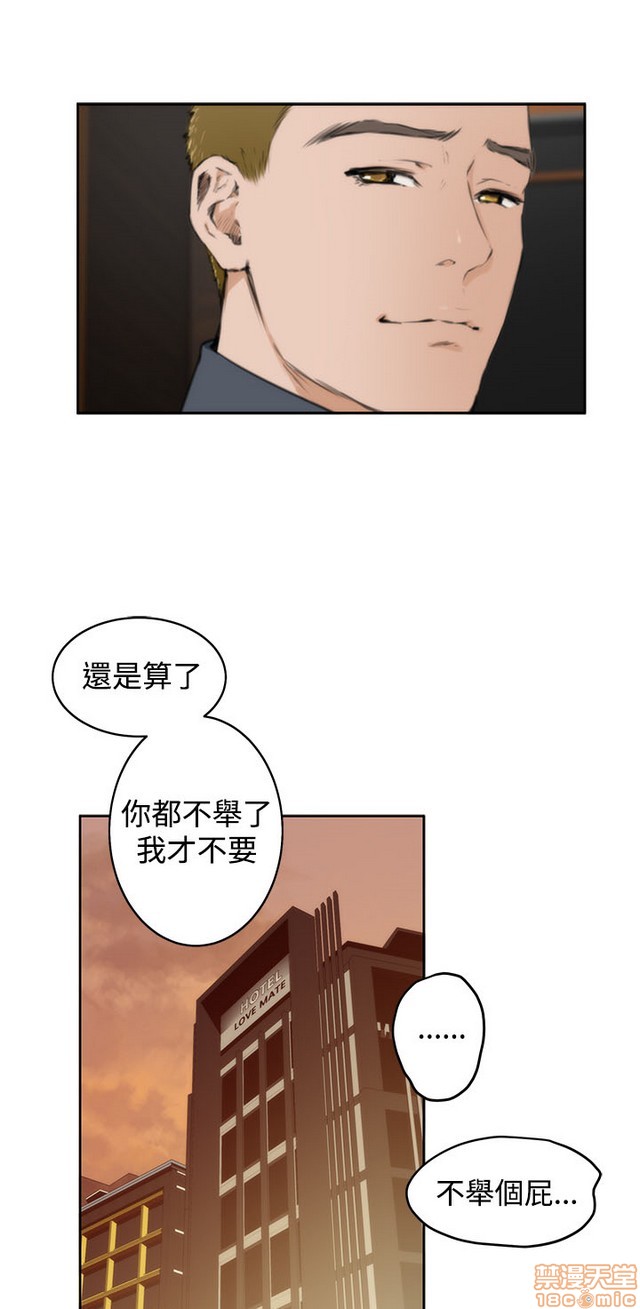 還是算了
你都不舉了
我才不要
HOTEL
LOVE MATE
……
不舉個屁…
禁漫天堂
18comic